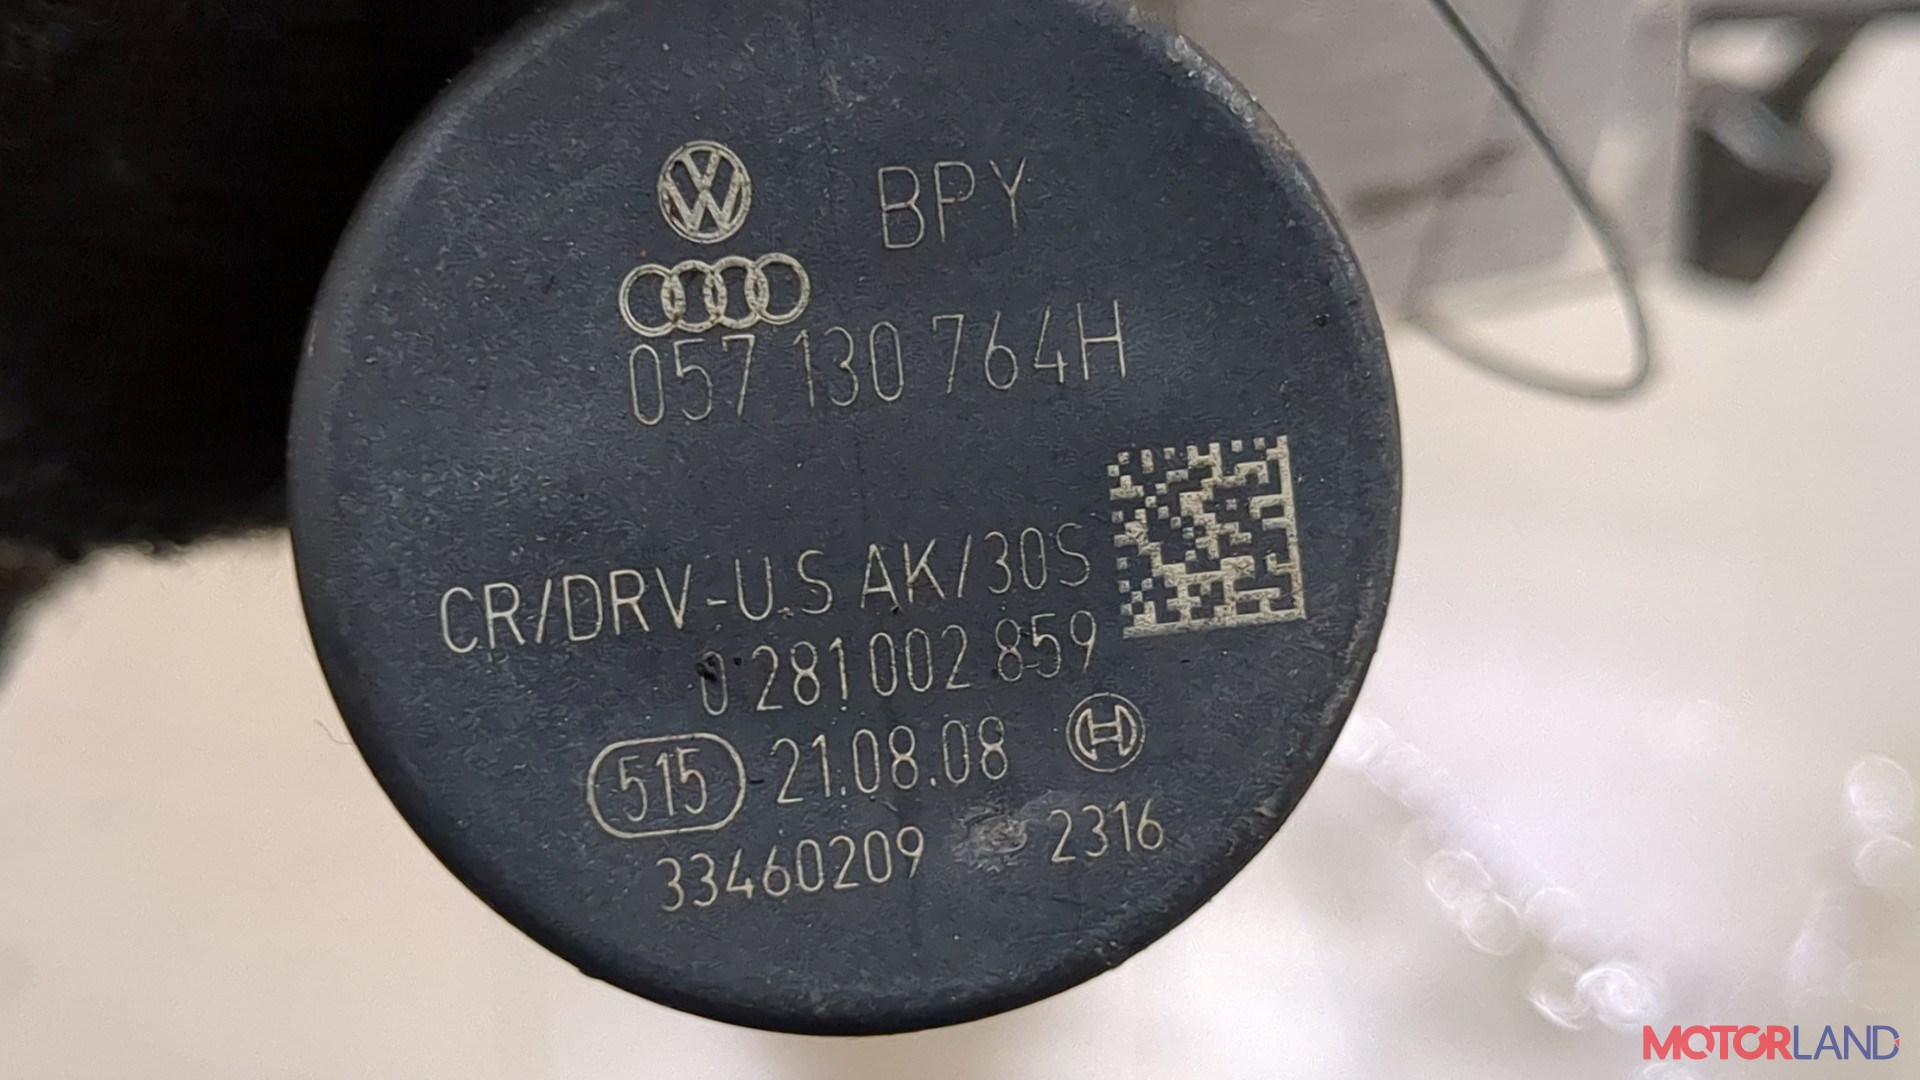 BPY
057 130 764H
CR/DRV-U.S AK/30S
0 281 002 859
515 21.08.08
33460209 2316
MOTORLAND